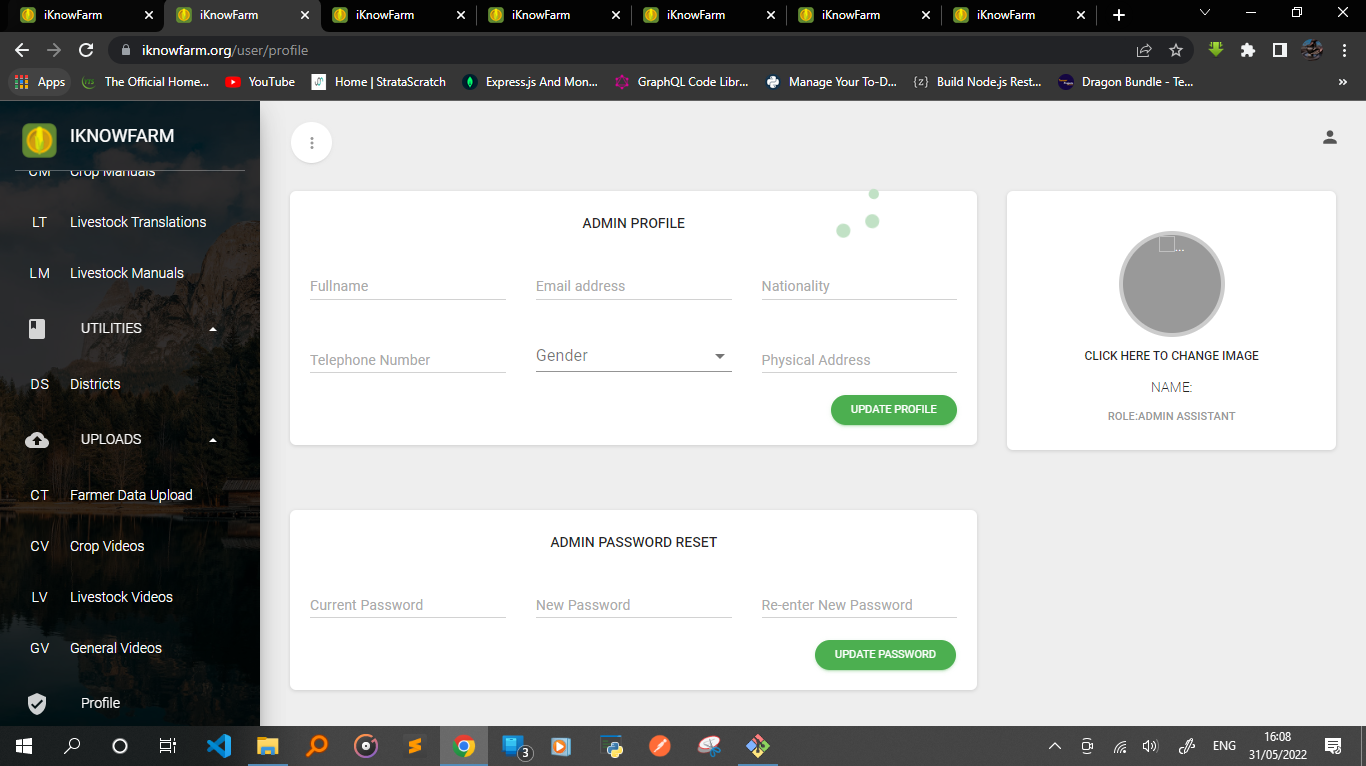 iKnowFarm
iKnowFarm
iKnowFarm
iKnowFarm
iKnowFarm
iKnowFarm
iKnowFarm
iknowfarm.org/user/profile
Apps
The Official Home...
YouTube
Home | StrataScratch
Express.js And Mon...
GraphQL Code Libr...
Manage Your To-D...
Build Node.js Rest...
Dragon Bundle - Te...
IKNOWFARM
CM Crop Manuals
LT Livestock Translations
LM Livestock Manuals
UTILITIES
DS Districts
UPLOADS
CT Farmer Data Upload
CV Crop Videos
LV Livestock Videos
GV General Videos
Profile
ADMIN PROFILE
Fullname
Email address
Nationality
Telephone Number
Gender
Physical Address
UPDATE PROFILE
...
CLICK HERE TO CHANGE IMAGE
NAME:
ROLE:ADMIN ASSISTANT
ADMIN PASSWORD RESET
Current Password
New Password
Re-enter New Password
UPDATE PASSWORD
3
ENG
16:08
31/05/2022